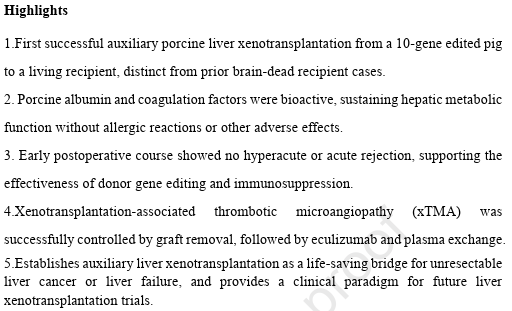 Highlights
1.First successful auxiliary porcine liver xenotransplantation from a 10-gene edited pig
to a living recipient, distinct from prior brain-dead recipient cases.
2. Porcine albumin and coagulation factors were bioactive, sustaining hepatic metabolic
function without allergic reactions or other adverse effects.
3. Early postoperative course showed no hyperacute or acute rejection, supporting the
effectiveness of donor gene editing and immunosuppression.
4.Xenotransplantation-associated thrombotic microangiopathy (xTMA) was
successfully controlled by graft removal, followed by eculizumab and plasma exchange.
5.Establishes auxiliary liver xenotransplantation as a life-saving bridge for unresectable
liver cancer or liver failure, and provides a clinical paradigm for future liver
xenotransplantation trials.
proof